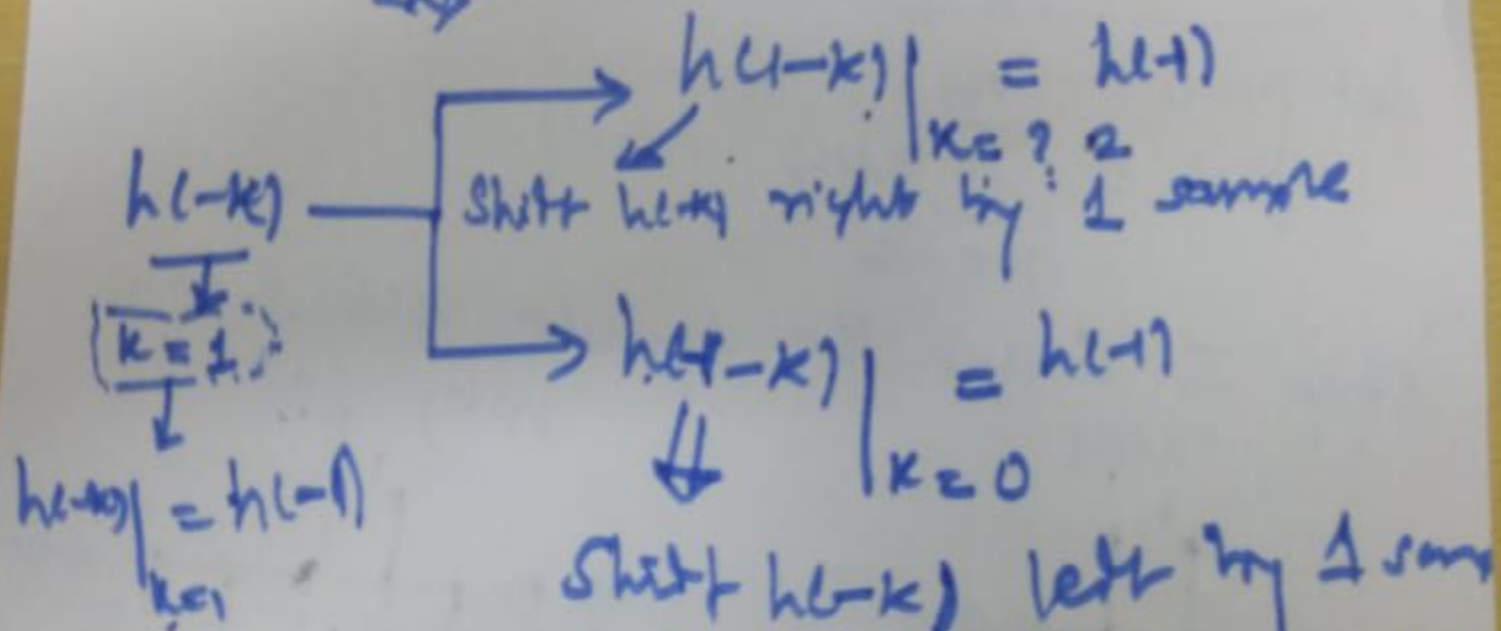 h(1-k)| = h(-1)
k = ? 2
h(-k)
Shift h(-k) right by : 1 sample
k = 1
h(-1-k)| = h(-1)
k = 0
h(-k)| = h(-1)
k=1
Shift h(-k) left by 1 sam